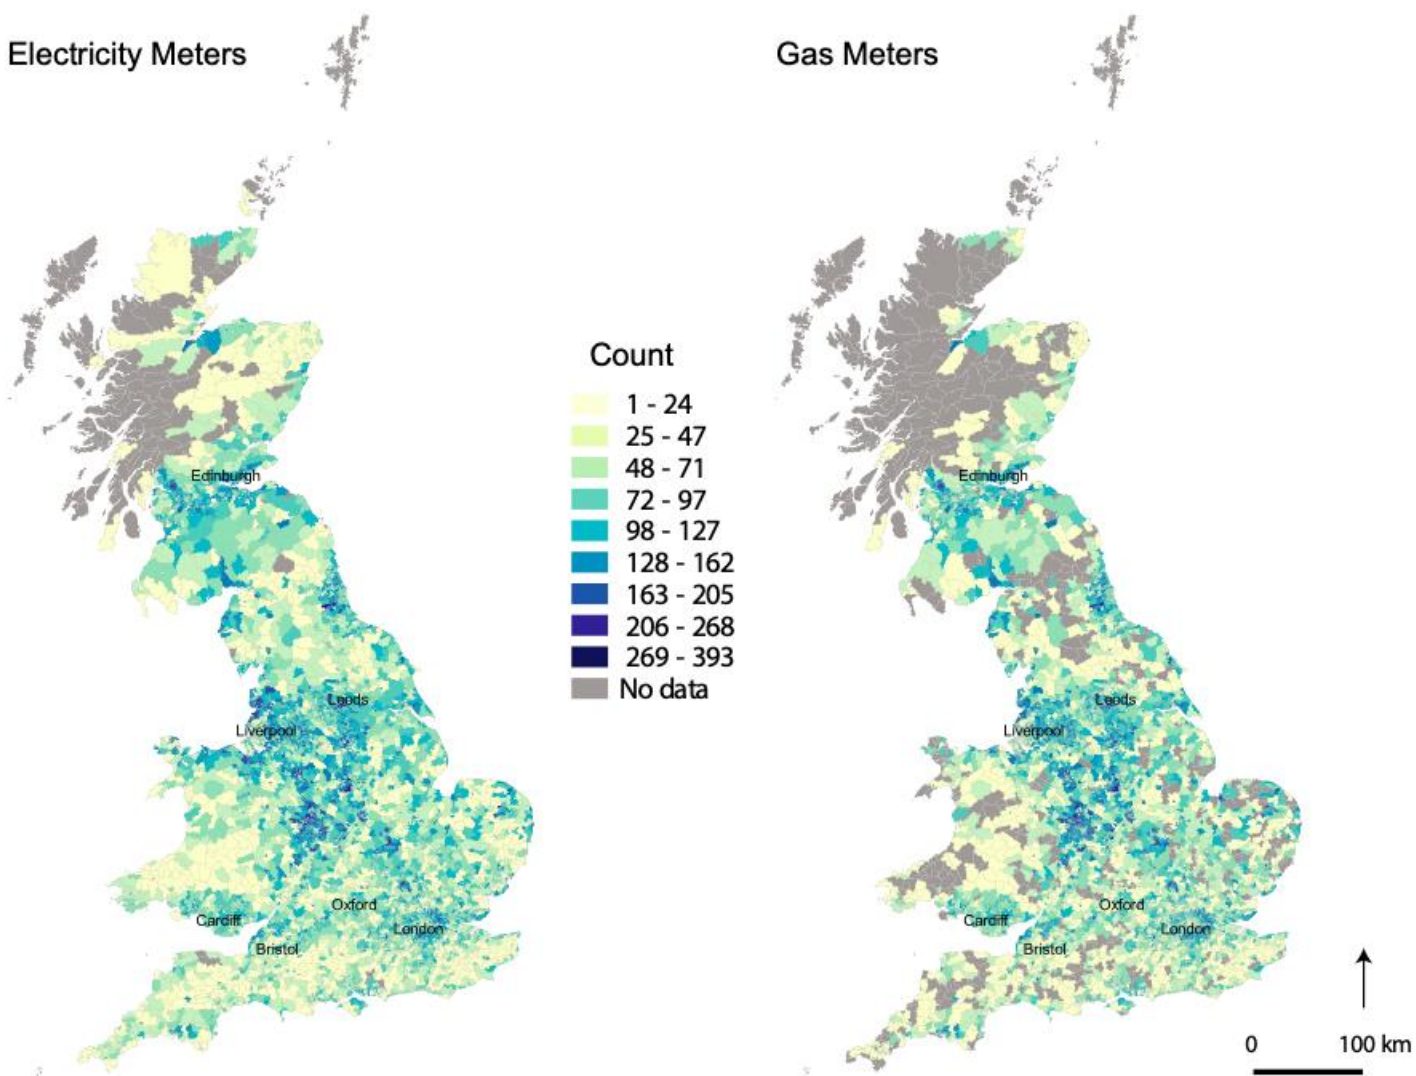 Electricity Meters
Gas Meters
Count
1 - 24
25 - 47
48 - 71
72 - 97
98 - 127
128 - 162
163 - 205
206 - 268
269 - 393
No data
Edinburgh
Leeds
Liverpool
Oxford
Cardiff
London
Bristol
Edinburgh
Leeds
Liverpool
Oxford
Cardiff
London
Bristol
0 100 km